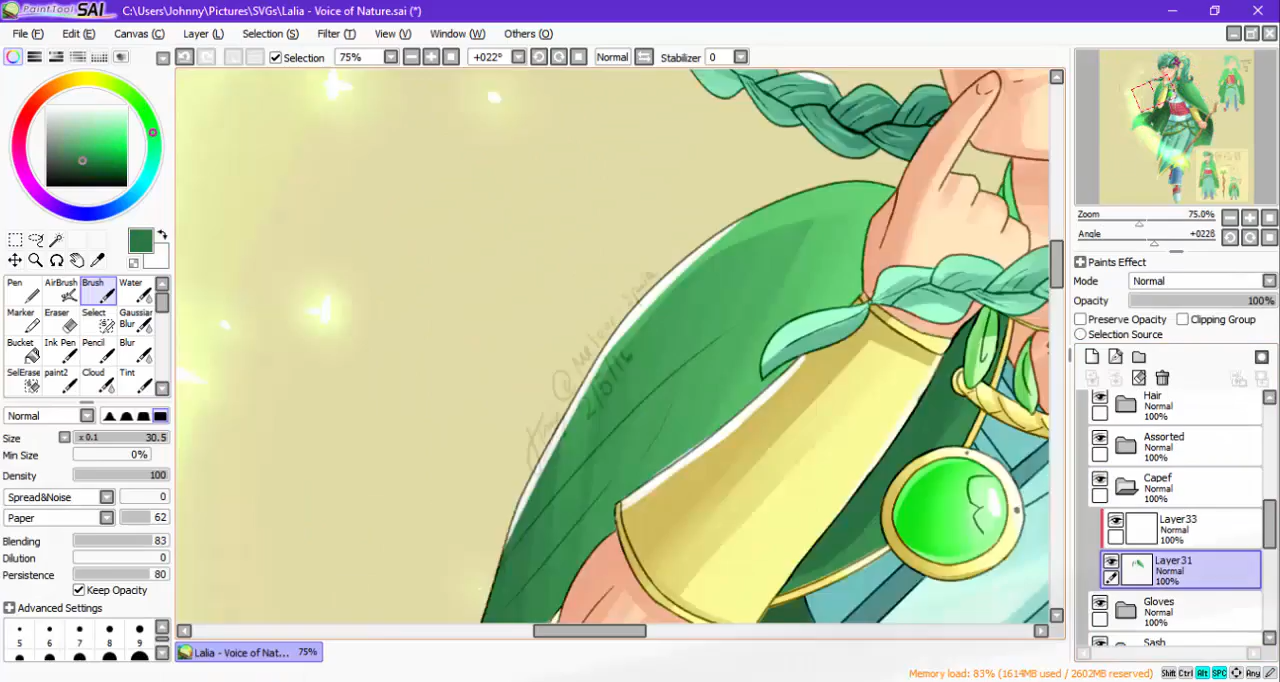 PaintTool SAI C:\Users\Johnny\Pictures\SVGs\Lalia - Voice of Nature.sai (*)
File (F) Edit (E) Canvas (C) Layer (L) Selection (S) Filter (T) View (V) Window (W) Others (O)
Selection 75% +022° Normal Stabilizer 0
Zoom 75.0%
Angle +022B
Paints Effect
Mode Normal
Opacity 100%
Preserve Opacity Clipping Group
Selection Source
Pen AirBrush Brush Water
Marker Eraser Select Gaussian Blur
Bucket Ink Pen Pencil Blur
SelErase paint2 Cloud Tint
Normal
Size x 0.1 30.5
Min Size 0%
Density 100
Spread&Noise 0
Paper 62
Blending 83
Dilution 0
Persistence 80
Keep Opacity
Advanced Settings
5 6 7 8 9
Hair
Normal
100%
Assorted
Normal
100%
Capef
Normal
100%
Layer33
Normal
100%
Layer31
Normal
100%
Gloves
Normal
100%
Sash
Lalia - Voice of Nat... 75%
Memory load: 83% (1614MB used / 2602MB reserved) Shift Ctrl Alt SPC Any